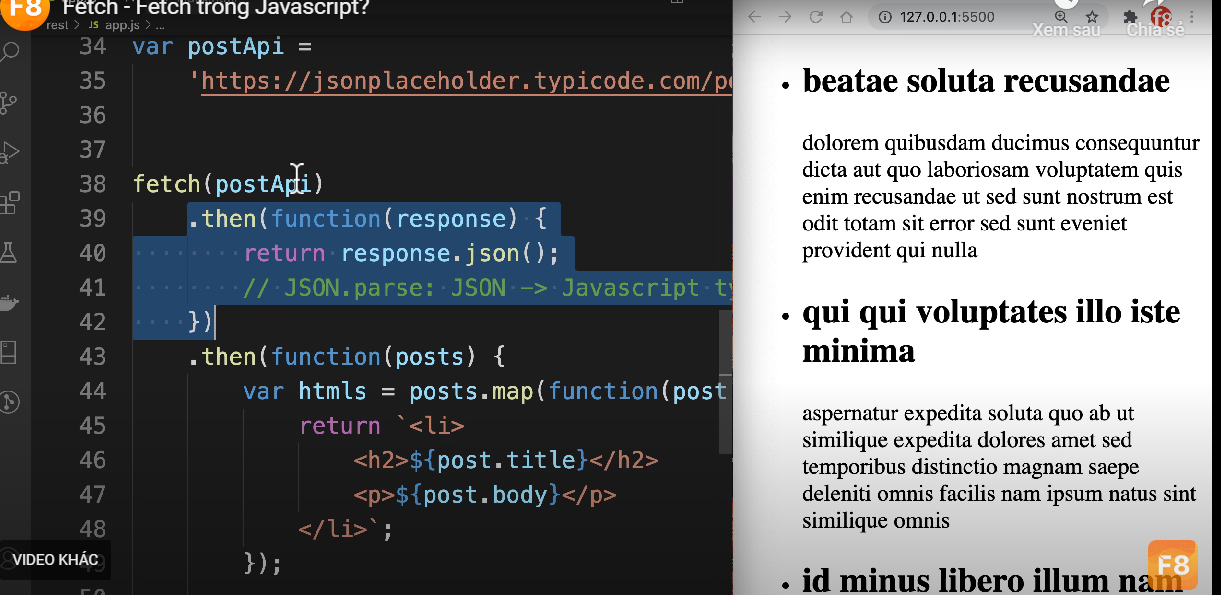 F8 Fetch - Fetch trong Javascript?
rest > JS app.js > ...
127.0.0.1:5500
Xem sau Chia sẻ
34 var postApi =
35 'https://jsonplaceholder.typicode.com/po
36
37
38 fetch(postApi)
39 .then(function(response) {
40 return response.json();
41 // JSON.parse: JSON -> Javascript ty
42 })
43 .then(function(posts) {
44 var htmls = posts.map(function(post
45 return `<li>
46 <h2>${post.title}</h2>
47 <p>${post.body}</p>
48 </li>`;
49 });
50
VIDEO KHÁC
beatae soluta recusandae
dolorem quibusdam ducimus consequuntur
dicta aut quo laboriosam voluptatem quis
enim recusandae ut sed sunt nostrum est
odit totam sit error sed sunt eveniet
provident qui nulla
qui qui voluptates illo iste
minima
aspernatur expedita soluta quo ab ut
similique expedita dolores amet sed
temporibus distinctio magnam saepe
deleniti omnis facilis nam ipsum natus sint
similique omnis
id minus libero illum nam
F8